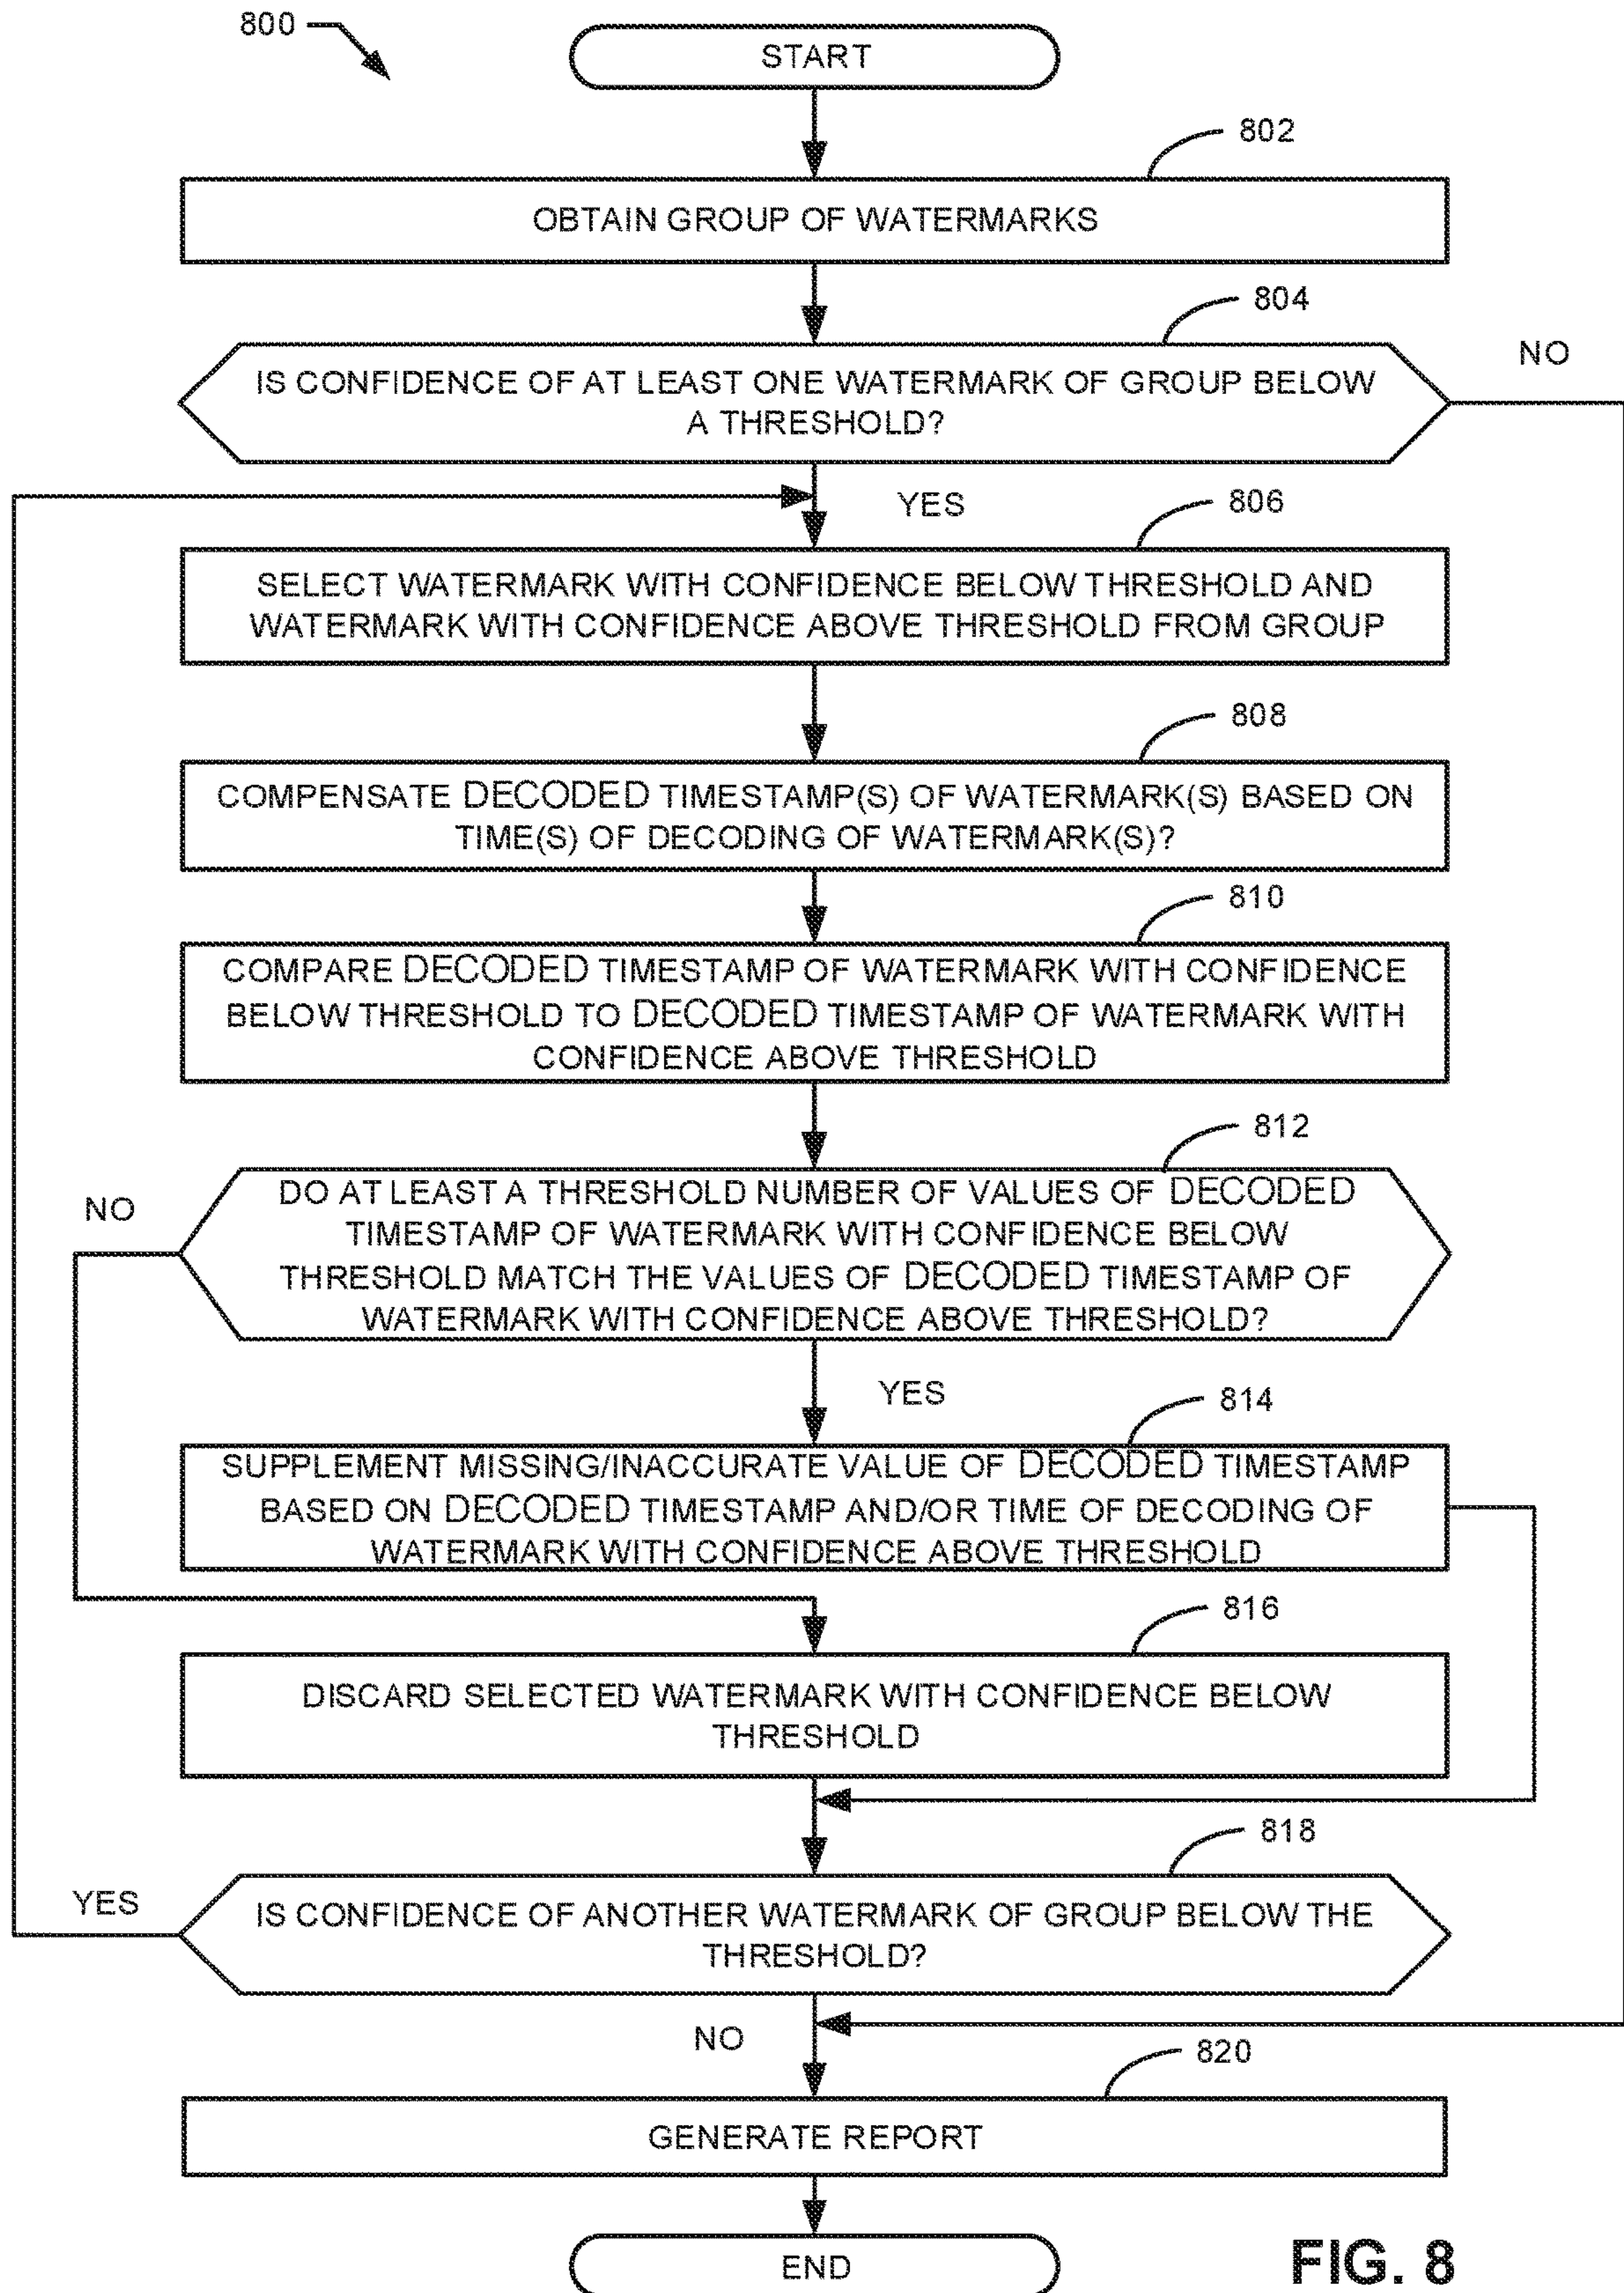 800
START
802
OBTAIN GROUP OF WATERMARKS
804
IS CONFIDENCE OF AT LEAST ONE WATERMARK OF GROUP BELOW
A THRESHOLD?
NO
YES
806
SELECT WATERMARK WITH CONFIDENCE BELOW THRESHOLD AND
WATERMARK WITH CONFIDENCE ABOVE THRESHOLD FROM GROUP
808
COMPENSATE DECODED TIMESTAMP(S) OF WATERMARK(S) BASED ON
TIME(S) OF DECODING OF WATERMARK(S)?
810
COMPARE DECODED TIMESTAMP OF WATERMARK WITH CONFIDENCE
BELOW THRESHOLD TO DECODED TIMESTAMP OF WATERMARK WITH
CONFIDENCE ABOVE THRESHOLD
812
NO
DO AT LEAST A THRESHOLD NUMBER OF VALUES OF DECODED
TIMESTAMP OF WATERMARK WITH CONFIDENCE BELOW
THRESHOLD MATCH THE VALUES OF DECODED TIMESTAMP OF
WATERMARK WITH CONFIDENCE ABOVE THRESHOLD?
YES
814
SUPPLEMENT MISSING/INACCURATE VALUE OF DECODED TIMESTAMP
BASED ON DECODED TIMESTAMP AND/OR TIME OF DECODING OF
WATERMARK WITH CONFIDENCE ABOVE THRESHOLD
816
DISCARD SELECTED WATERMARK WITH CONFIDENCE BELOW
THRESHOLD
818
YES
IS CONFIDENCE OF ANOTHER WATERMARK OF GROUP BELOW THE
THRESHOLD?
NO
820
GENERATE REPORT
END
FIG. 8